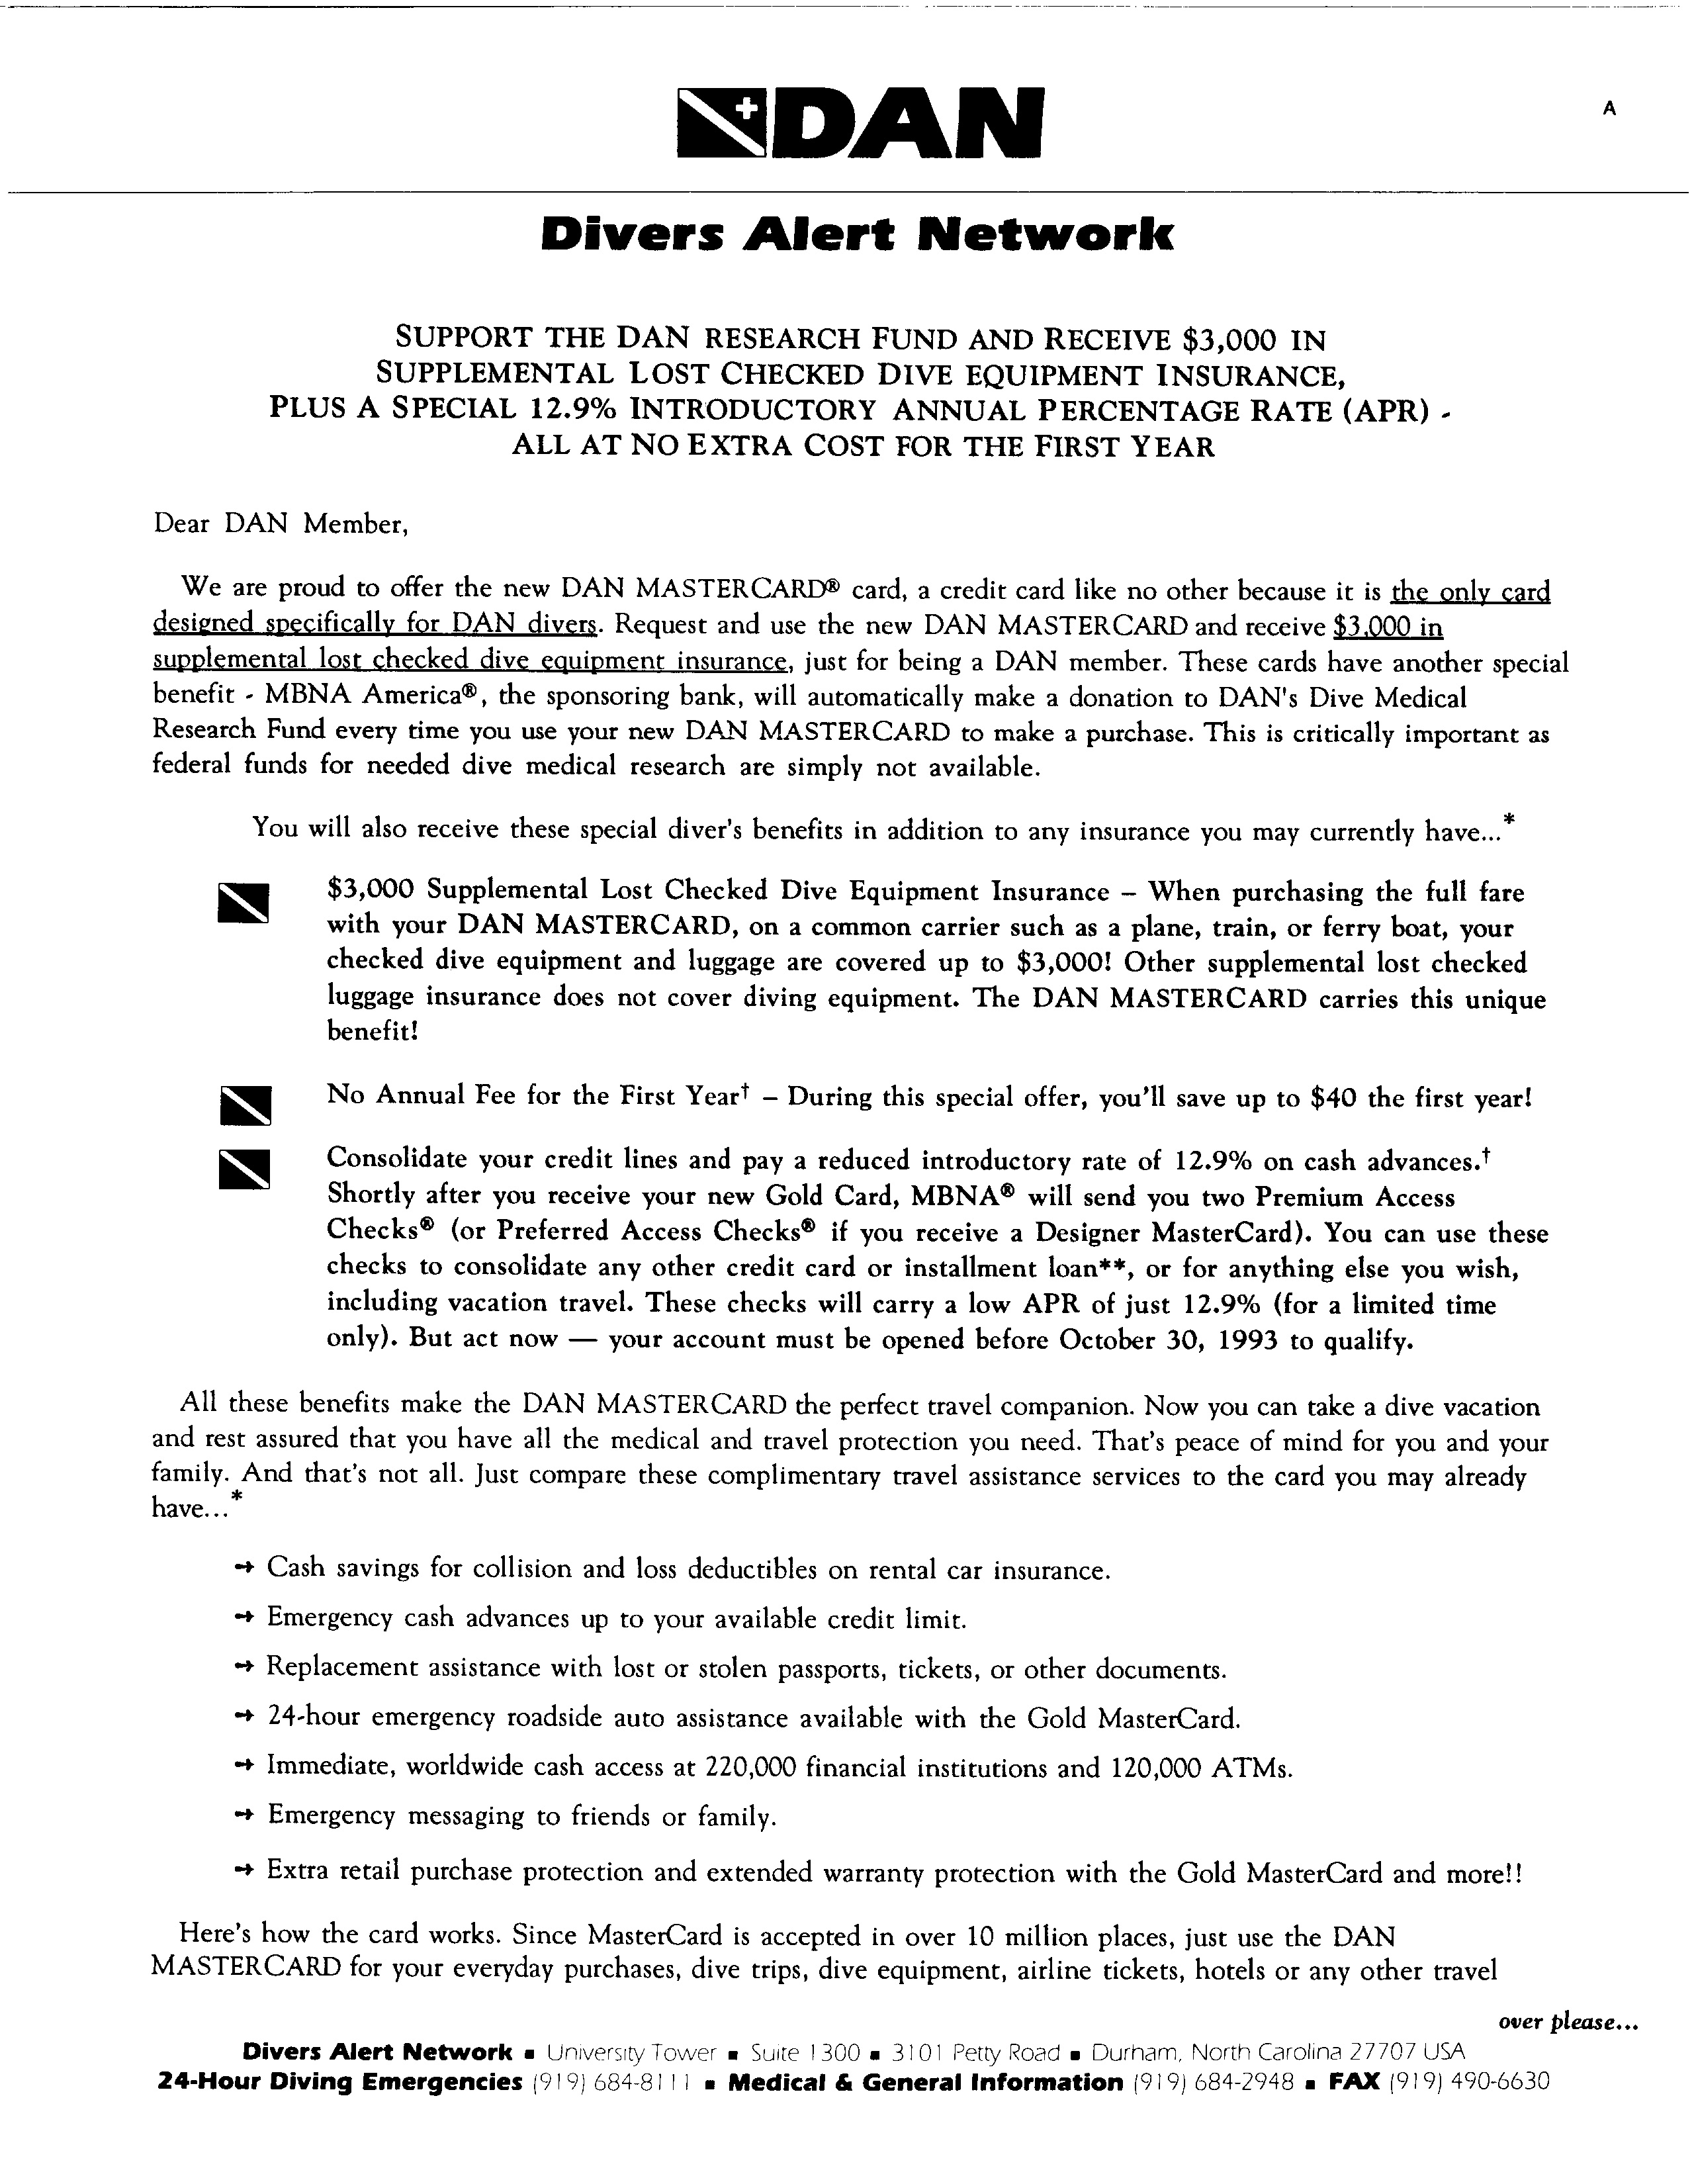 DAN
A
Divers Alert Network
SUPPORT THE DAN RESEARCH FUND AND RECEIVE $3,000 IN
SUPPLEMENTAL LOST CHECKED DIVE EQUIPMENT INSURANCE,
PLUS A SPECIAL 12.9% INTRODUCTORY ANNUAL PERCENTAGE RATE (APR) -
ALL AT NO EXTRA COST FOR THE FIRST YEAR
Dear DAN Member,
We are proud to offer the new DAN MASTERCARD® card, a credit card like no other because it is the only card
designed specifically for DAN divers. Request and use the new DAN MASTERCARD and receive $3,000 in
supplemental lost checked dive equipment insurance, just for being a DAN member. These cards have another special
benefit - MBNA America®, the sponsoring bank, will automatically make a donation to DAN's Dive Medical
Research Fund every time you use your new DAN MASTERCARD to make a purchase. This is critically important as
federal funds for needed dive medical research are simply not available.
You will also receive these special diver's benefits in addition to any insurance you may currently have...*
$3,000 Supplemental Lost Checked Dive Equipment Insurance – When purchasing the full fare
with your DAN MASTERCARD, on a common carrier such as a plane, train, or ferry boat, your
checked dive equipment and luggage are covered up to $3,000! Other supplemental lost checked
luggage insurance does not cover diving equipment. The DAN MASTERCARD carries this unique
benefit!
No Annual Fee for the First Year† – During this special offer, you'll save up to $40 the first year!
Consolidate your credit lines and pay a reduced introductory rate of 12.9% on cash advances.†
Shortly after you receive your new Gold Card, MBNA® will send you two Premium Access
Checks® (or Preferred Access Checks® if you receive a Designer MasterCard). You can use these
checks to consolidate any other credit card or installment loan**, or for anything else you wish,
including vacation travel. These checks will carry a low APR of just 12.9% (for a limited time
only). But act now — your account must be opened before October 30, 1993 to qualify.
All these benefits make the DAN MASTERCARD the perfect travel companion. Now you can take a dive vacation
and rest assured that you have all the medical and travel protection you need. That's peace of mind for you and your
family. And that's not all. Just compare these complimentary travel assistance services to the card you may already
have...*
→ Cash savings for collision and loss deductibles on rental car insurance.
→ Emergency cash advances up to your available credit limit.
→ Replacement assistance with lost or stolen passports, tickets, or other documents.
→ 24-hour emergency roadside auto assistance available with the Gold MasterCard.
→ Immediate, worldwide cash access at 220,000 financial institutions and 120,000 ATMs.
→ Emergency messaging to friends or family.
→ Extra retail purchase protection and extended warranty protection with the Gold MasterCard and more!!
Here's how the card works. Since MasterCard is accepted in over 10 million places, just use the DAN
MASTERCARD for your everyday purchases, dive trips, dive equipment, airline tickets, hotels or any other travel
over please...
Divers Alert Network ■ University Tower ■ Suite 1300 ■ 3101 Petty Road ■ Durham, North Carolina 27707 USA
24-Hour Diving Emergencies (919) 684-8111 ■ Medical & General Information (919) 684-2948 ■ FAX (919) 490-6630